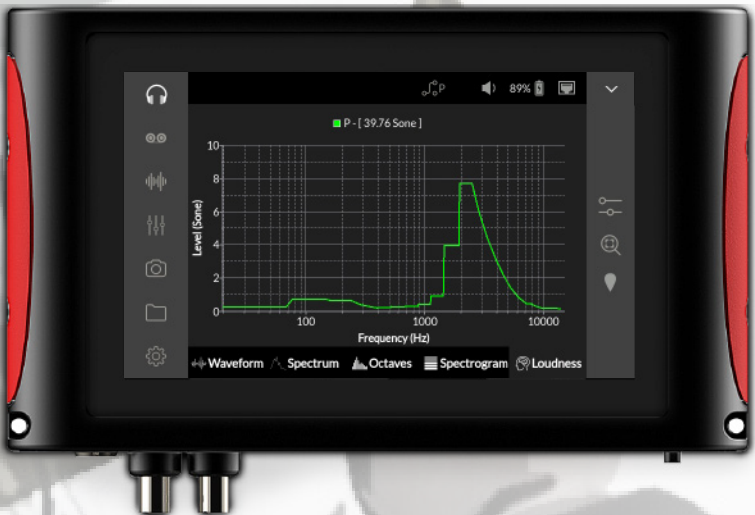 P
89%
P - [ 39.76 Sone ]
10
8
6
4
2
0
Level (Sone)
100
1000
10000
Frequency (Hz)
Waveform Spectrum Octaves Spectrogram Loudness